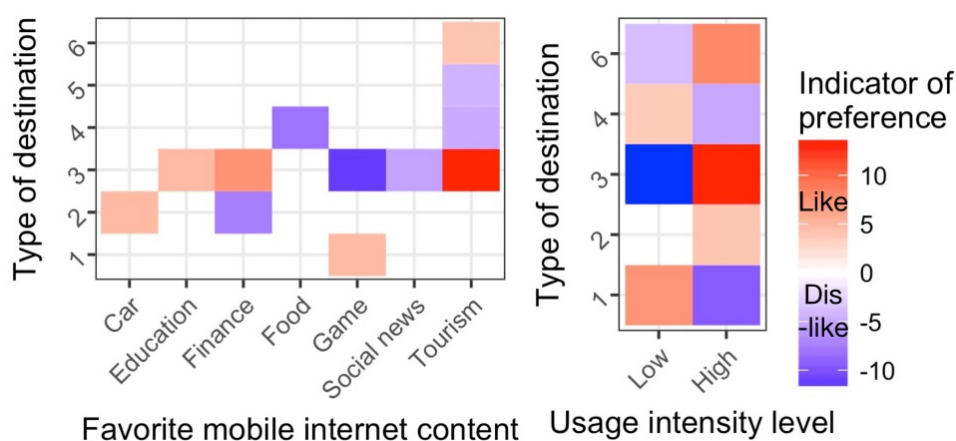 Type of destination
6
5
4
3
2
1
Car
Education
Finance
Food
Game
Social news
Tourism
Favorite mobile internet content
Type of destination
6
4
3
2
1
Low
High
Usage intensity level
Indicator of
preference
10
5
0
-5
-10
Like
Dis
-like